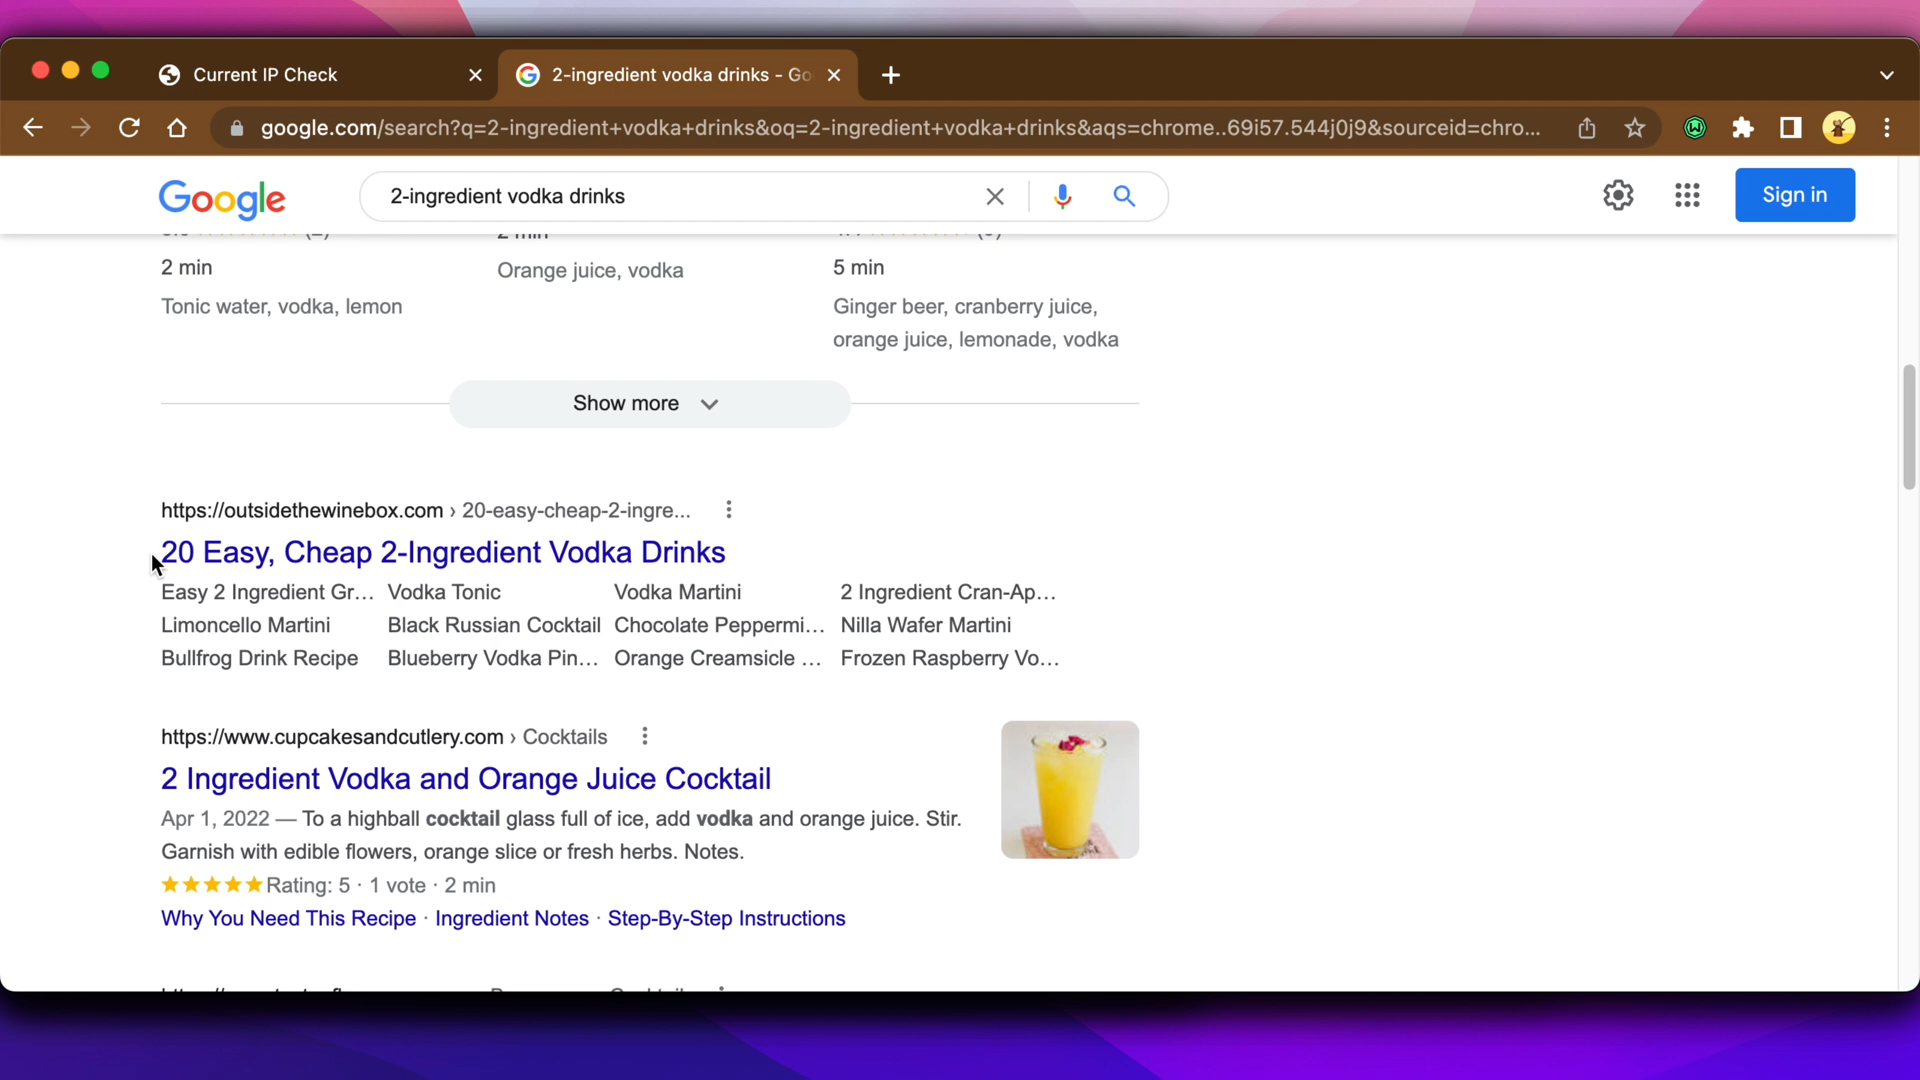 Current IP Check
2-ingredient vodka drinks - Go
google.com/search?q=2-ingredient+vodka+drinks&oq=2-ingredient+vodka+drinks&aqs=chrome..69i57.544j0j9&sourceid=chro...
Google
2-ingredient vodka drinks
Sign in
2 min
2 min
Orange juice, vodka
5 min
Tonic water, vodka, lemon
Ginger beer, cranberry juice,
orange juice, lemonade, vodka
Show more
https://outsidethewinebox.com › 20-easy-cheap-2-ingre...
20 Easy, Cheap 2-Ingredient Vodka Drinks
Easy 2 Ingredient Gr... Vodka Tonic Vodka Martini 2 Ingredient Cran-Ap...
Limoncello Martini Black Russian Cocktail Chocolate Peppermi... Nilla Wafer Martini
Bullfrog Drink Recipe Blueberry Vodka Pin... Orange Creamsicle ... Frozen Raspberry Vo...
https://www.cupcakesandcutlery.com › Cocktails
2 Ingredient Vodka and Orange Juice Cocktail
Apr 1, 2022 — To a highball cocktail glass full of ice, add vodka and orange juice. Stir.
Garnish with edible flowers, orange slice or fresh herbs. Notes.
Rating: 5 · 1 vote · 2 min
Why You Need This Recipe · Ingredient Notes · Step-By-Step Instructions